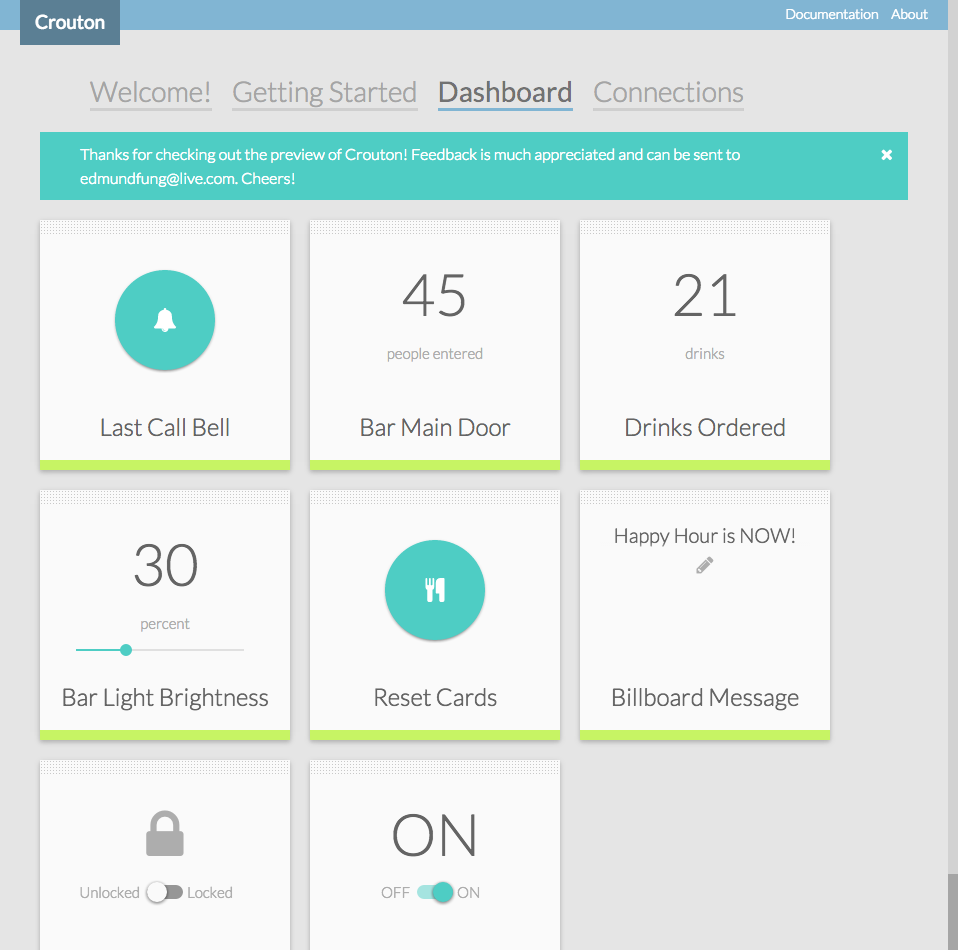 Crouton
Documentation About
Welcome! Getting Started Dashboard Connections
Thanks for checking out the preview of Crouton! Feedback is much appreciated and can be sent to
edmundfung@live.com. Cheers!
Last Call Bell
45
people entered
Bar Main Door
21
drinks
Drinks Ordered
30
percent
Bar Light Brightness
Reset Cards
Happy Hour is NOW!
Billboard Message
Unlocked Locked
ON
OFF ON